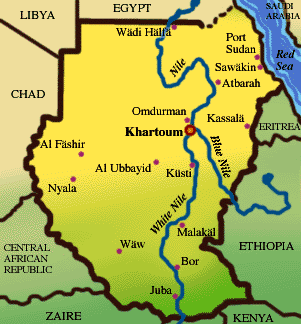 LIBYA
EGYPT
SAUDI
ARABIA
Wādi Halfā
Port
Sudan
Red
Sea
Nile
Sawākin
CHAD
Atbarah
Omdurman
Khartoum
Kassalā
ERITREA
Al Fāshir
Al Ubbayid
Blue Nile
Nyala
Kūsti
White Nile
Malakāl
CENTRAL
AFRICAN
REPUBLIC
Wāw
ETHIOPIA
Bor
Juba
ZAIRE
KENYA